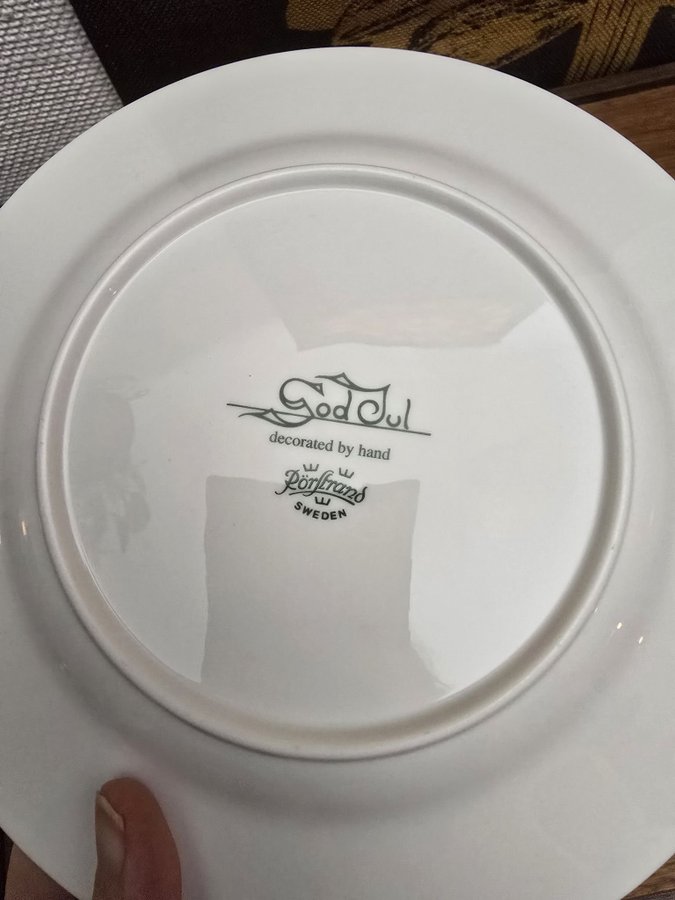 God Jul
decorated by hand
Rörstrand
SWEDEN